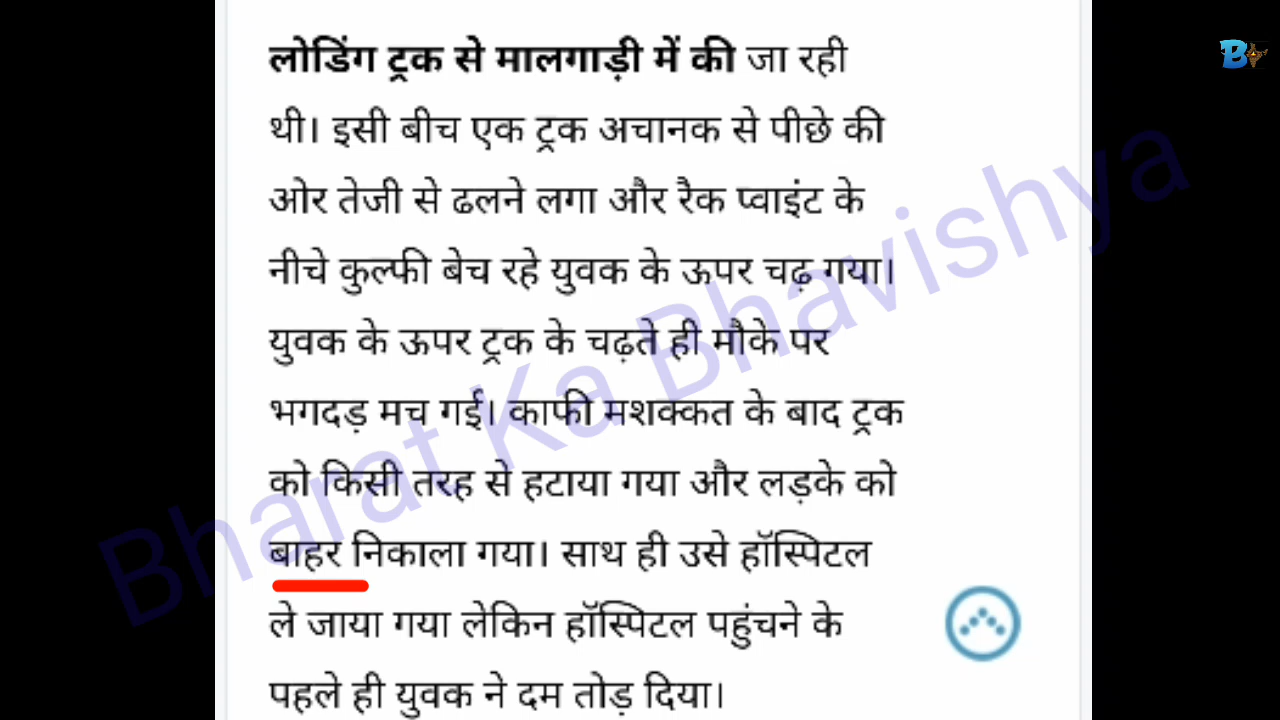 लोडिंग ट्रक से मालगाड़ी में की जा रही
थी। इसी बीच एक ट्रक अचानक से पीछे की
ओर तेजी से ढलने लगा और रैक प्वाइंट के
नीचे कुल्फी बेच रहे युवक के ऊपर चढ़ गया।
युवक के ऊपर ट्रक के चढ़ते ही मौके पर
भगदड़ मच गई। काफी मशक्कत के बाद ट्रक
को किसी तरह से हटाया गया और लड़के को
बाहर निकाला गया। साथ ही उसे हॉस्पिटल
ले जाया गया लेकिन हॉस्पिटल पहुंचने के
पहले ही युवक ने दम तोड़ दिया।
Bharat Ka Bhavishya
B